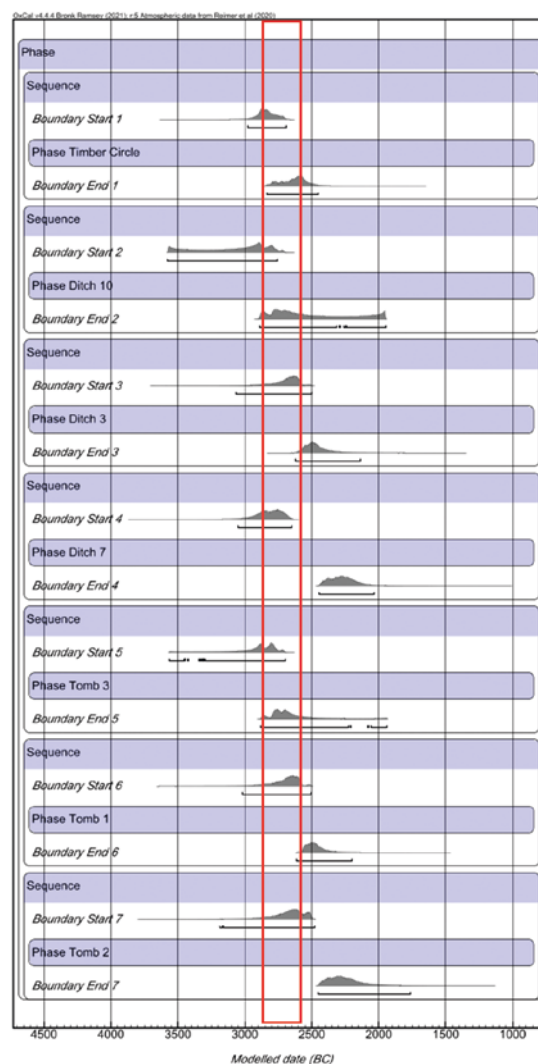 OxCal v4.4.4 Bronk Ramsey (2021); r:5 Atmospheric data from Reimer et al (2020)
Phase
Sequence
Boundary Start 1
Phase Timber Circle
Boundary End 1
Sequence
Boundary Start 2
Phase Ditch 10
Boundary End 2
Sequence
Boundary Start 3
Phase Ditch 3
Boundary End 3
Sequence
Boundary Start 4
Phase Ditch 7
Boundary End 4
Sequence
Boundary Start 5
Phase Tomb 3
Boundary End 5
Sequence
Boundary Start 6
Phase Tomb 1
Boundary End 6
Sequence
Boundary Start 7
Phase Tomb 2
Boundary End 7
4500 4000 3500 3000 2500 2000 1500 1000
Modelled date (BC)